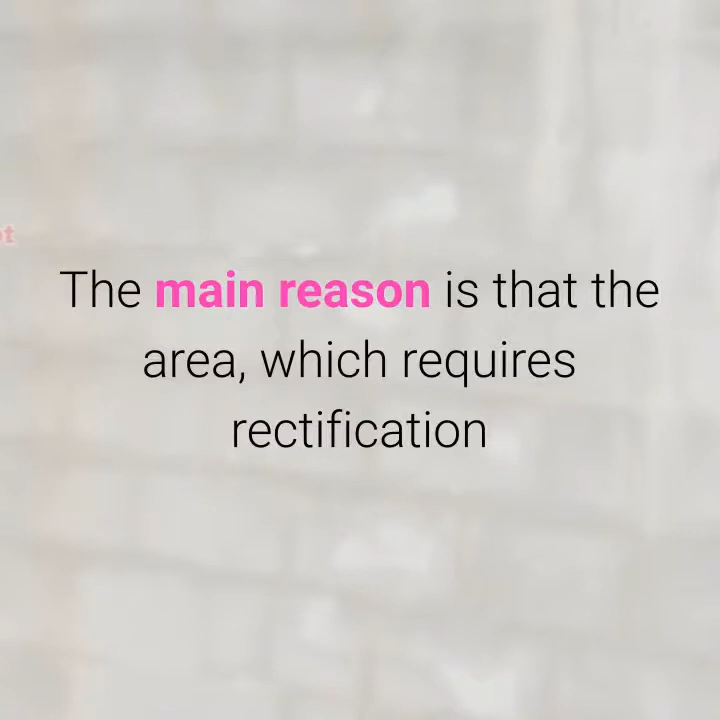 The main reason is that the
area, which requires
rectification